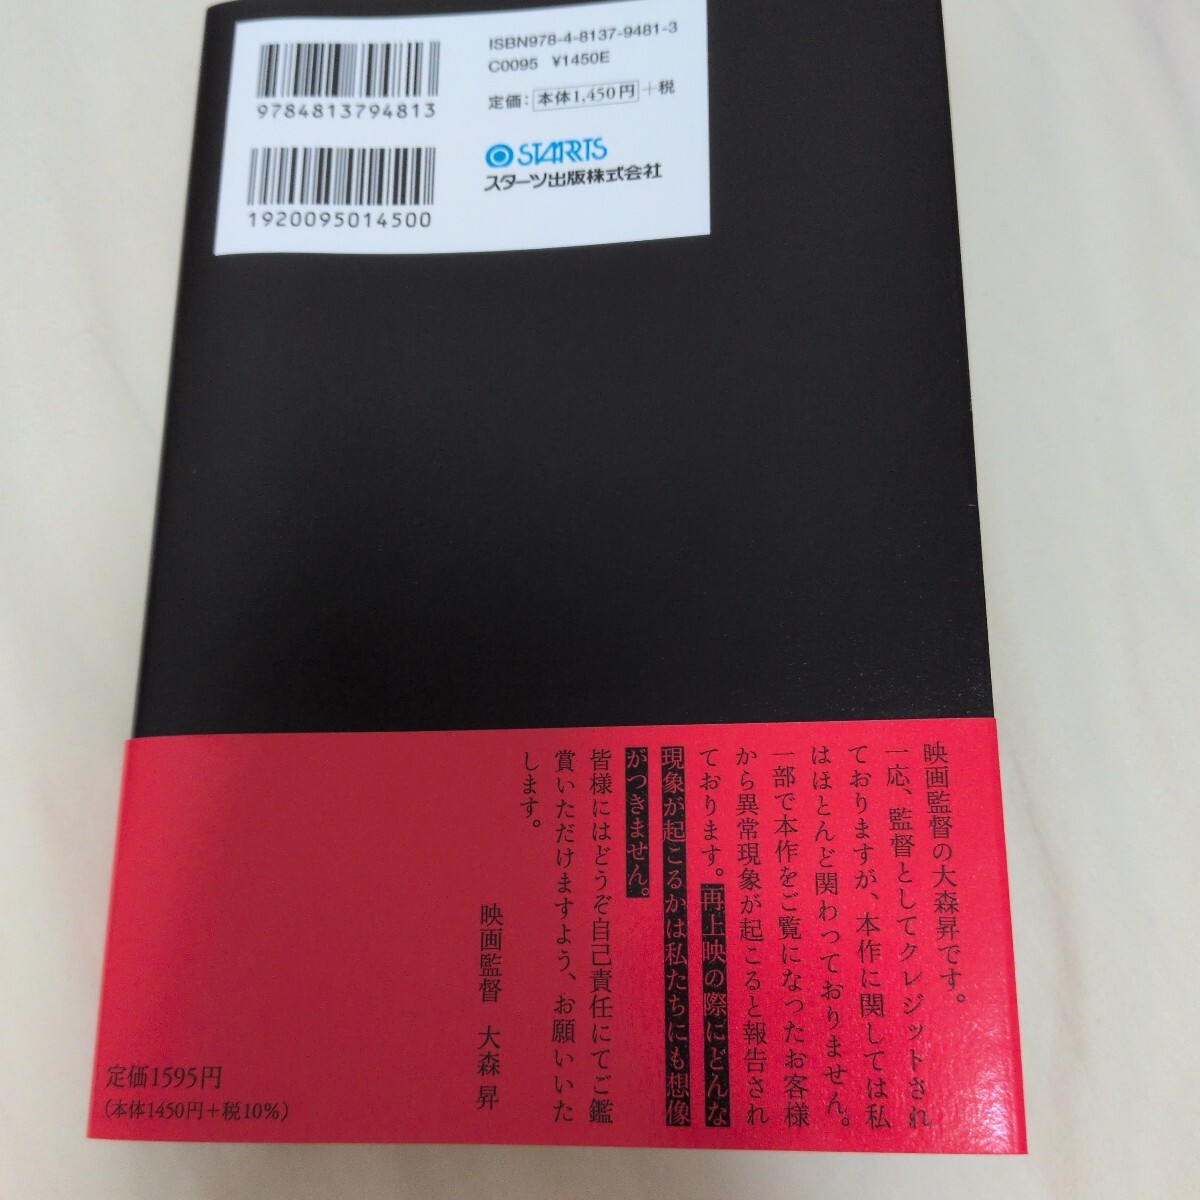 ISBN978-4-8137-9481-3
C0095 ¥1450E
定価:本体1,450円+税
9784813794813
STARTS
スターツ出版株式会社
1920095014500
映画監督の大森昇です。
一応、監督としてクレジットされ
ておりますが、本作に関しては私
はほとんど関わっておりません。
一部で本作をご覧になったお客様
から異常現象が起こると報告され
ております。再上映の際にどんな
現象が起こるかは私たちにも想像
がつきません。
皆様にはどうぞ自己責任にてご鑑
賞いただけますよう、お願いいた
します。
映画監督 大森 昇
定価1595円
(本体1450円+税10%)